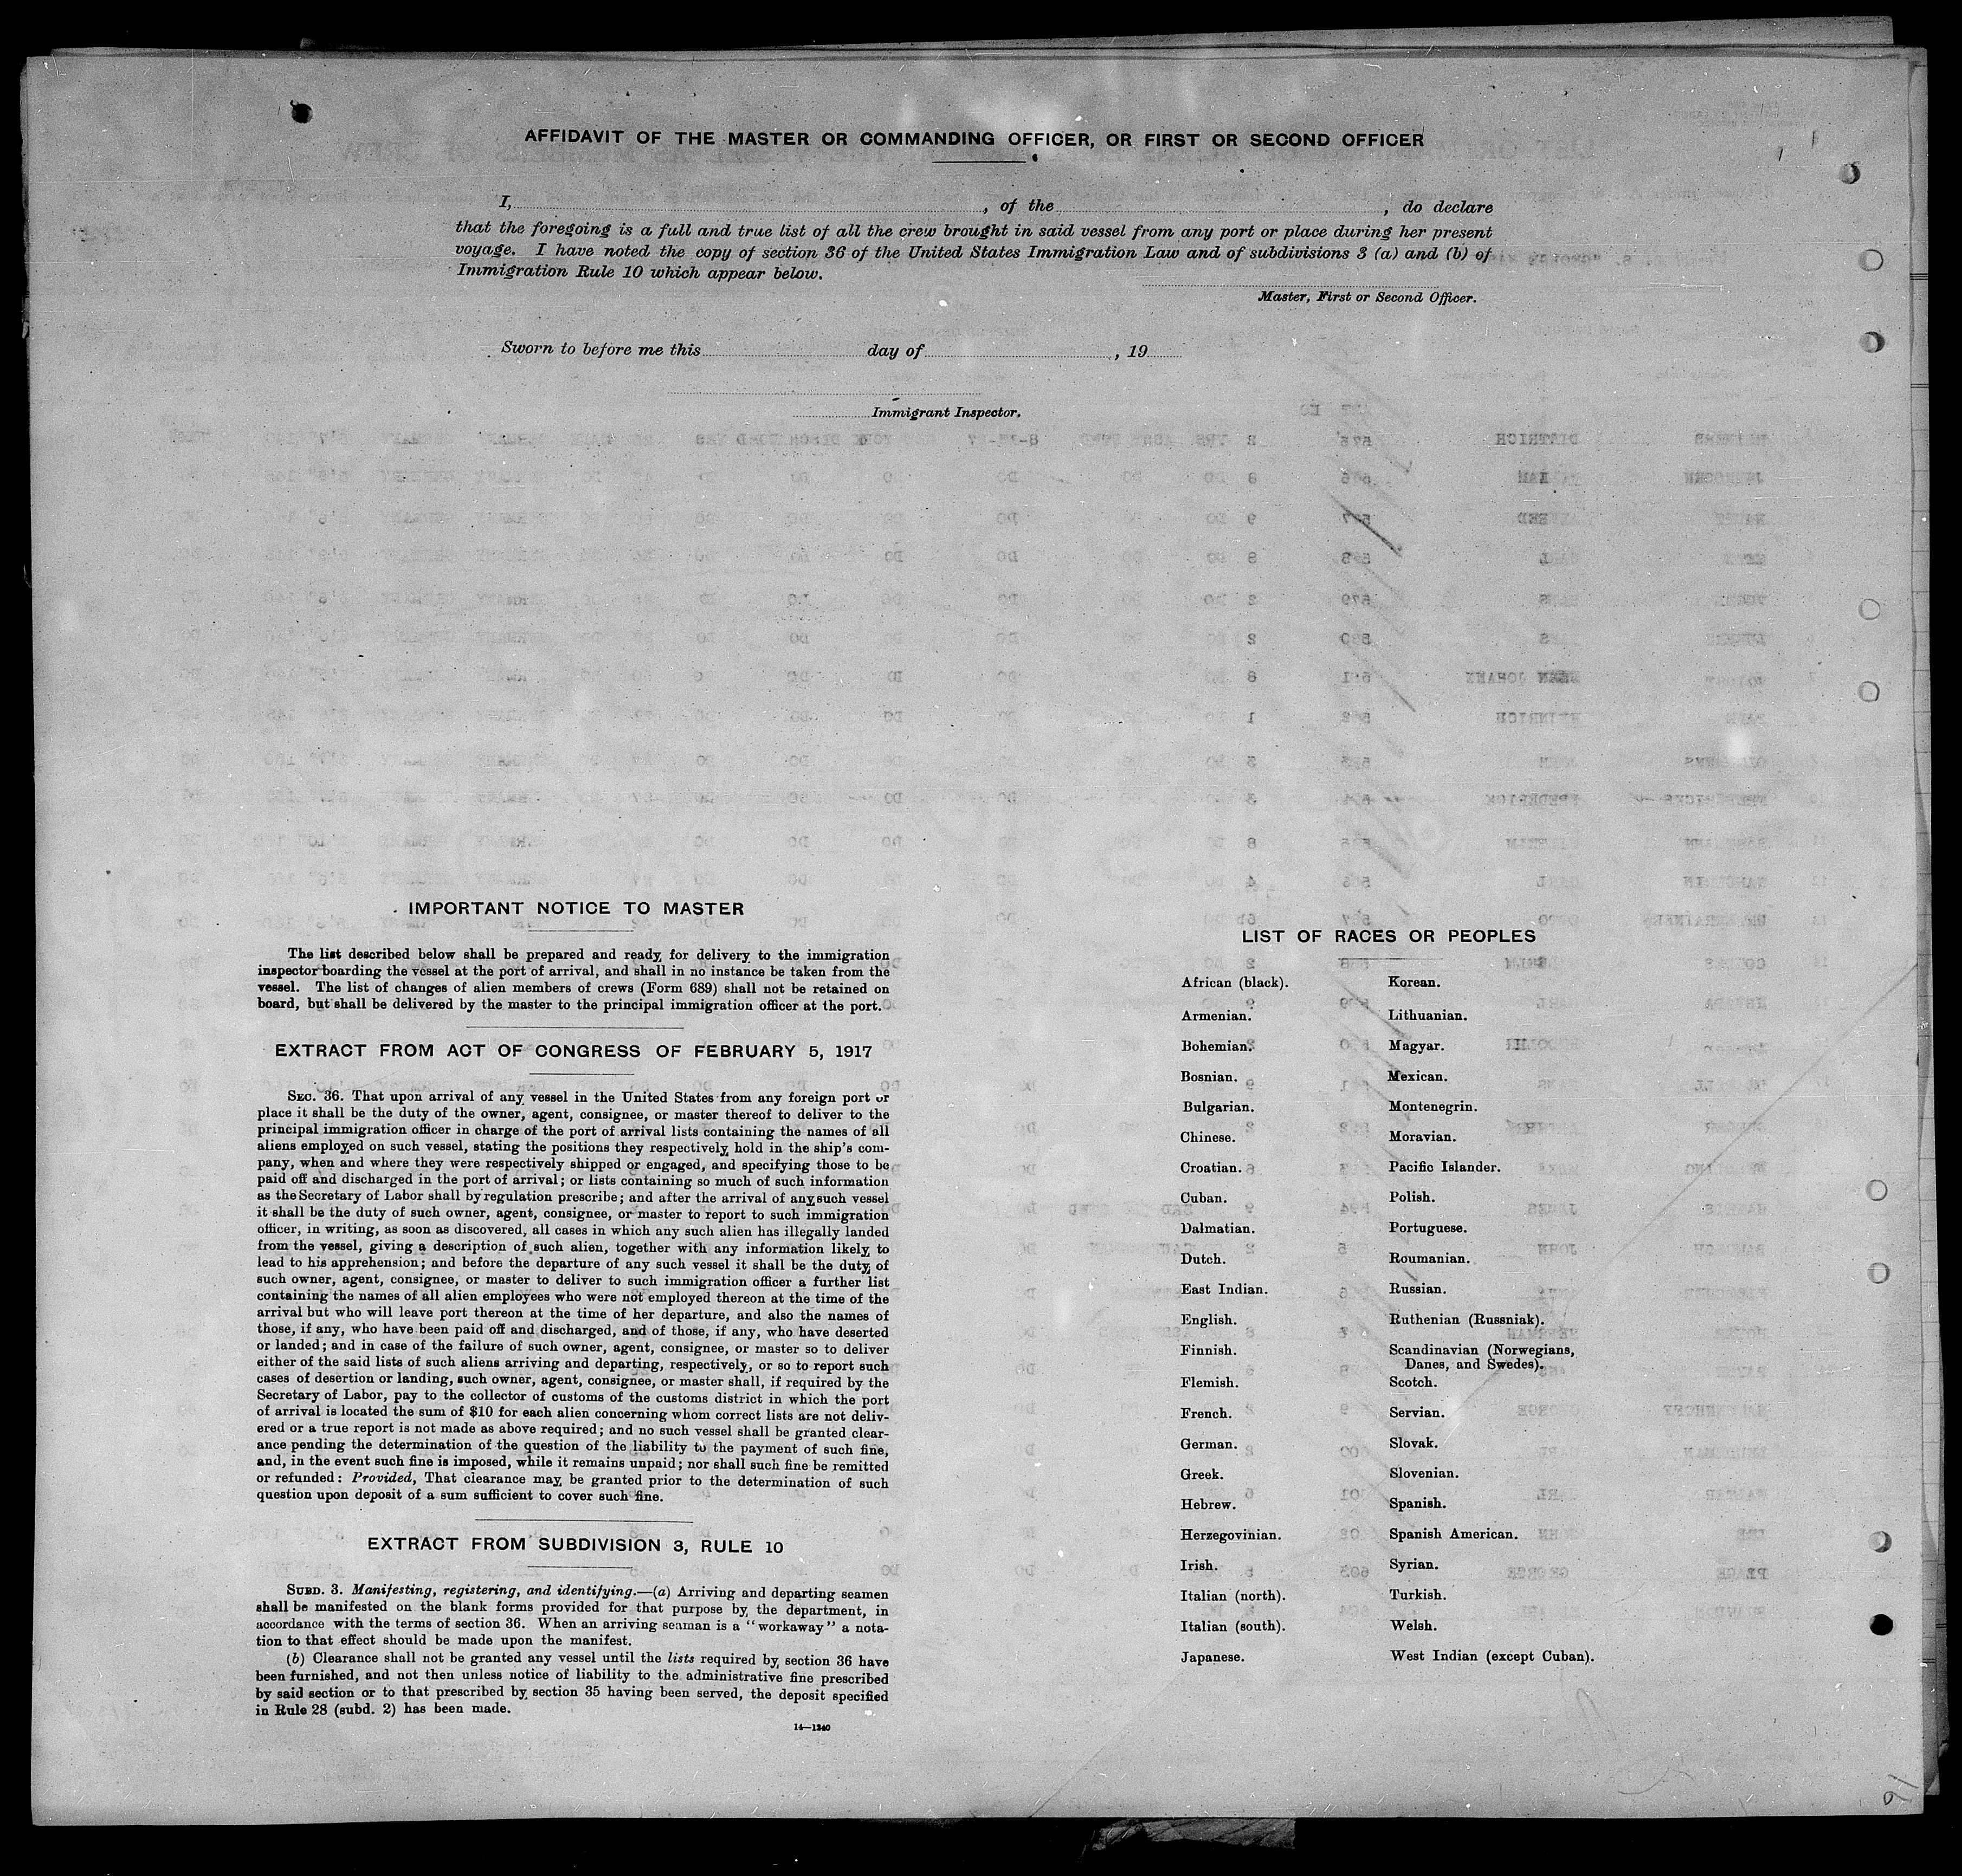 AFFIDAVIT OF THE MASTER OR COMMANDING OFFICER, OR FIRST OR SECOND OFFICER
I, , of the , do declare
that the foregoing is a full and true list of all the crew brought in said vessel from any port or place during her present
voyage. I have noted the copy of section 36 of the United States Immigration Law and of subdivisions 3 (a) and (b) of
Immigration Rule 10 which appear below.
Master, First or Second Officer.
Sworn to before me this day of , 19
Immigrant Inspector.
IMPORTANT NOTICE TO MASTER
The list described below shall be prepared and ready for delivery to the immigration
inspector boarding the vessel at the port of arrival, and shall in no instance be taken from the
vessel. The list of changes of alien members of crews (Form 689) shall not be retained on
board, but shall be delivered by the master to the principal immigration officer at the port.
EXTRACT FROM ACT OF CONGRESS OF FEBRUARY 5, 1917
SEC. 36. That upon arrival of any vessel in the United States from any foreign port or
place it shall be the duty of the owner, agent, consignee, or master thereof to deliver to the
principal immigration officer in charge of the port of arrival lists containing the names of all
aliens employed on such vessel, stating the positions they respectively hold in the ship's com-
pany, when and where they were respectively shipped or engaged, and specifying those to be
paid off and discharged in the port of arrival; or lists containing so much of such information
as the Secretary of Labor shall by regulation prescribe; and after the arrival of any such vessel
it shall be the duty of such owner, agent, consignee, or master to report to such immigration
officer, in writing, as soon as discovered, all cases in which any such alien has illegally landed
from the vessel, giving a description of such alien, together with any information likely to
lead to his apprehension; and before the departure of any such vessel it shall be the duty of
such owner, agent, consignee, or master to deliver to such immigration officer a further list
containing the names of all alien employees who were not employed thereon at the time of the
arrival but who will leave port thereon at the time of her departure, and also the names of
those, if any, who have been paid off and discharged, and of those, if any, who have deserted
or landed; and in case of the failure of such owner, agent, consignee, or master so to deliver
either of the said lists of such aliens arriving and departing, respectively, or so to report such
cases of desertion or landing, such owner, agent, consignee, or master shall, if required by the
Secretary of Labor, pay to the collector of customs of the customs district in which the port
of arrival is located the sum of $10 for each alien concerning whom correct lists are not deliv-
ered or a true report is not made as above required; and no such vessel shall be granted clear-
ance pending the determination of the question of the liability to the payment of such fine,
and, in the event such fine is imposed, while it remains unpaid; nor shall such fine be remitted
or refunded: Provided, That clearance may be granted prior to the determination of such
question upon deposit of a sum sufficient to cover such fine.
EXTRACT FROM SUBDIVISION 3, RULE 10
SUBD. 3. Manifesting, registering, and identifying.—(a) Arriving and departing seamen
shall be manifested on the blank forms provided for that purpose by the department, in
accordance with the terms of section 36. When an arriving seaman is a "workaway" a nota-
tion to that effect should be made upon the manifest.
(b) Clearance shall not be granted any vessel until the lists required by section 36 have
been furnished, and not then unless notice of liability to the administrative fine prescribed
by said section or to that prescribed by section 35 having been served, the deposit specified
in Rule 28 (subd. 2) has been made.
14—1240
LIST OF RACES OR PEOPLES
African (black).
Armenian.
Bohemian.
Bosnian.
Bulgarian.
Chinese.
Croatian.
Cuban.
Dalmatian.
Dutch.
East Indian.
English.
Finnish.
Flemish.
French.
German.
Greek.
Hebrew.
Herzegovinian.
Irish.
Italian (north).
Italian (south).
Japanese.
Korean.
Lithuanian.
Magyar.
Mexican.
Montenegrin.
Moravian.
Pacific Islander.
Polish.
Portuguese.
Roumanian.
Russian.
Ruthenian (Russniak).
Scandinavian (Norwegians,
Danes, and Swedes).
Scotch.
Servian.
Slovak.
Slovenian.
Spanish.
Spanish American.
Syrian.
Turkish.
Welsh.
West Indian (except Cuban).